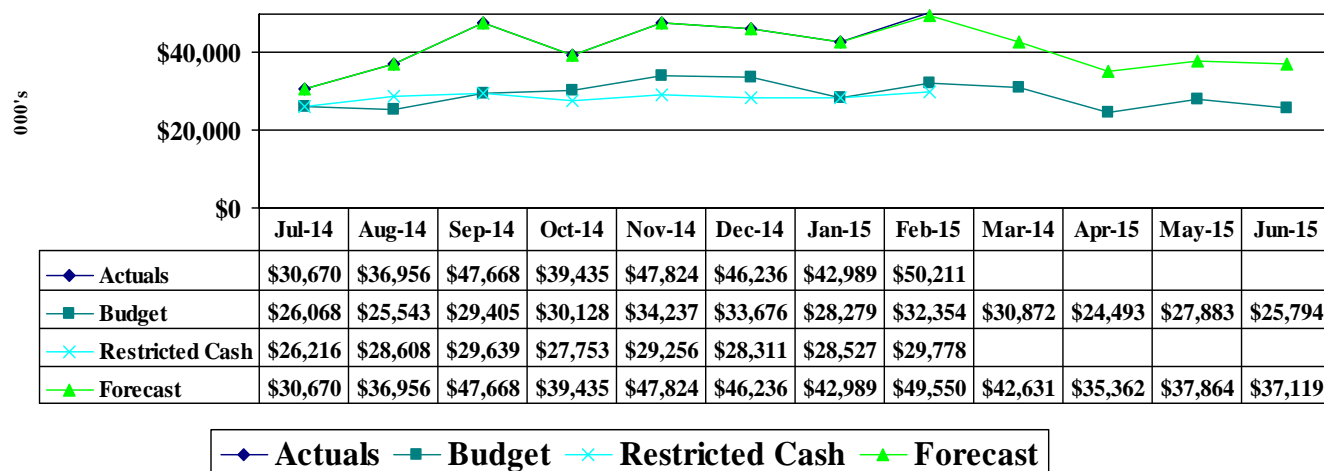 $40,000
000's
$20,000
$0
Jul-14 Aug-14 Sep-14 Oct-14 Nov-14 Dec-14 Jan-15 Feb-15 Mar-14 Apr-15 May-15 Jun-15
Actuals $30,670 $36,956 $47,668 $39,435 $47,824 $46,236 $42,989 $50,211
Budget $26,068 $25,543 $29,405 $30,128 $34,237 $33,676 $28,279 $32,354 $30,872 $24,493 $27,883 $25,794
Restricted Cash $26,216 $28,608 $29,639 $27,753 $29,256 $28,311 $28,527 $29,778
Forecast $30,670 $36,956 $47,668 $39,435 $47,824 $46,236 $42,989 $49,550 $42,631 $35,362 $37,864 $37,119
Actuals Budget Restricted Cash Forecast